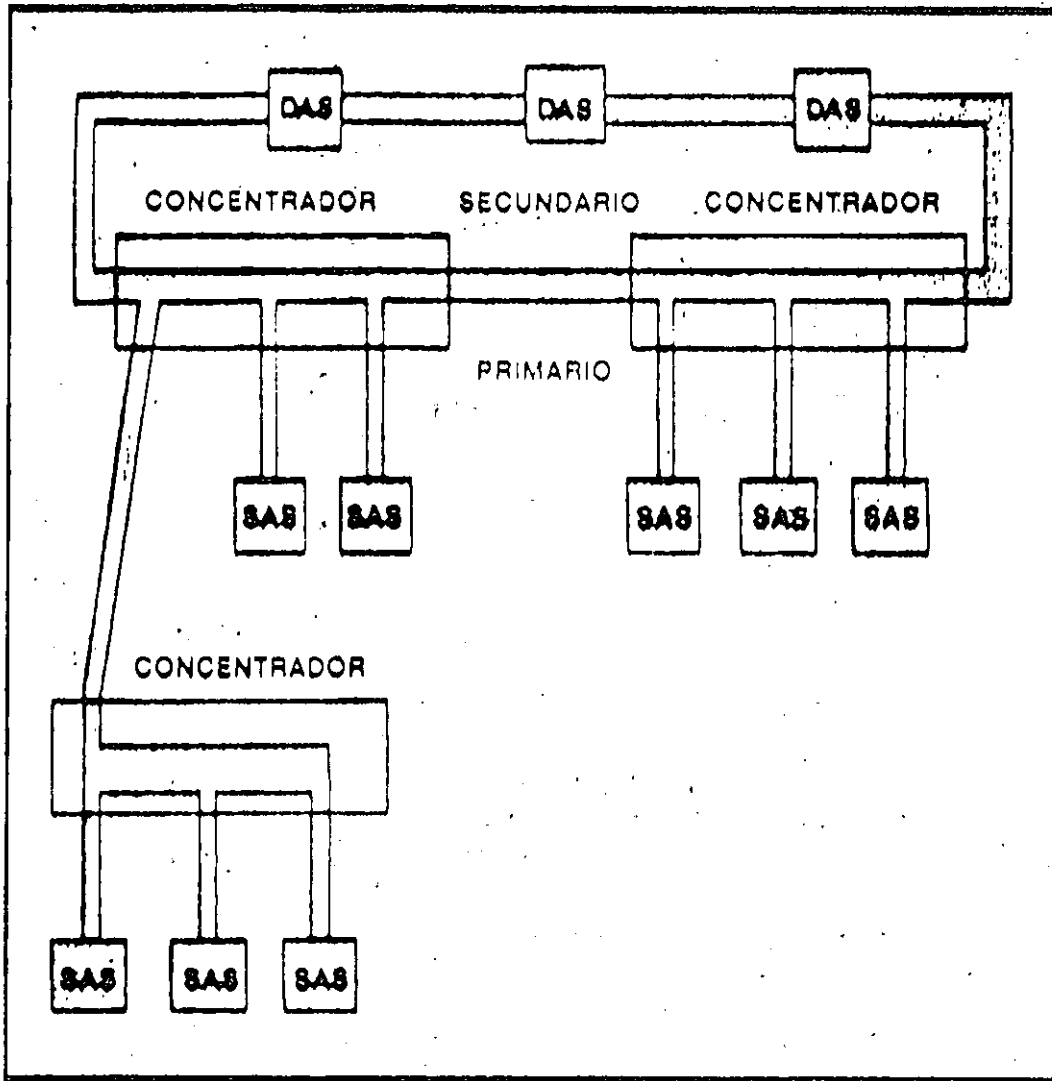 DAS DAS DAS
CONCENTRADOR SECUNDARIO CONCENTRADOR
PRIMARIO
SAS SAS SAS SAS SAS
CONCENTRADOR
SAS SAS SAS